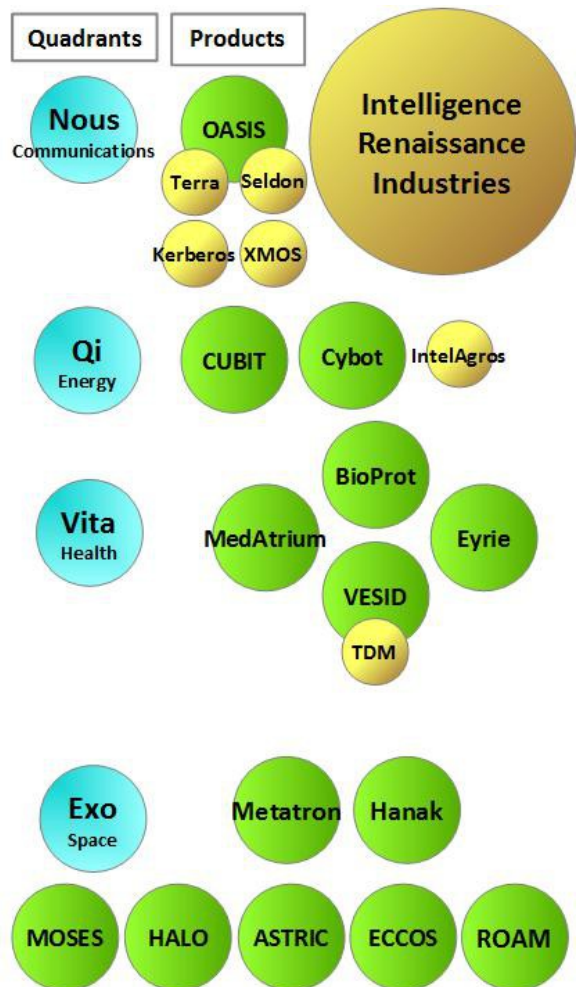 Quadrants
Products
Intelligence
Renaissance
Industries
Nous
Communications
OASIS
Terra
Seldon
Kerberos
XMOS
Qi
Energy
CUBIT
Cybot
IntelAgros
Vita
Health
BioProt
MedAtrium
Eyrie
VESID
TDM
Exo
Space
Metatron
Hanak
MOSES
HALO
ASTRIC
ECCOS
ROAM